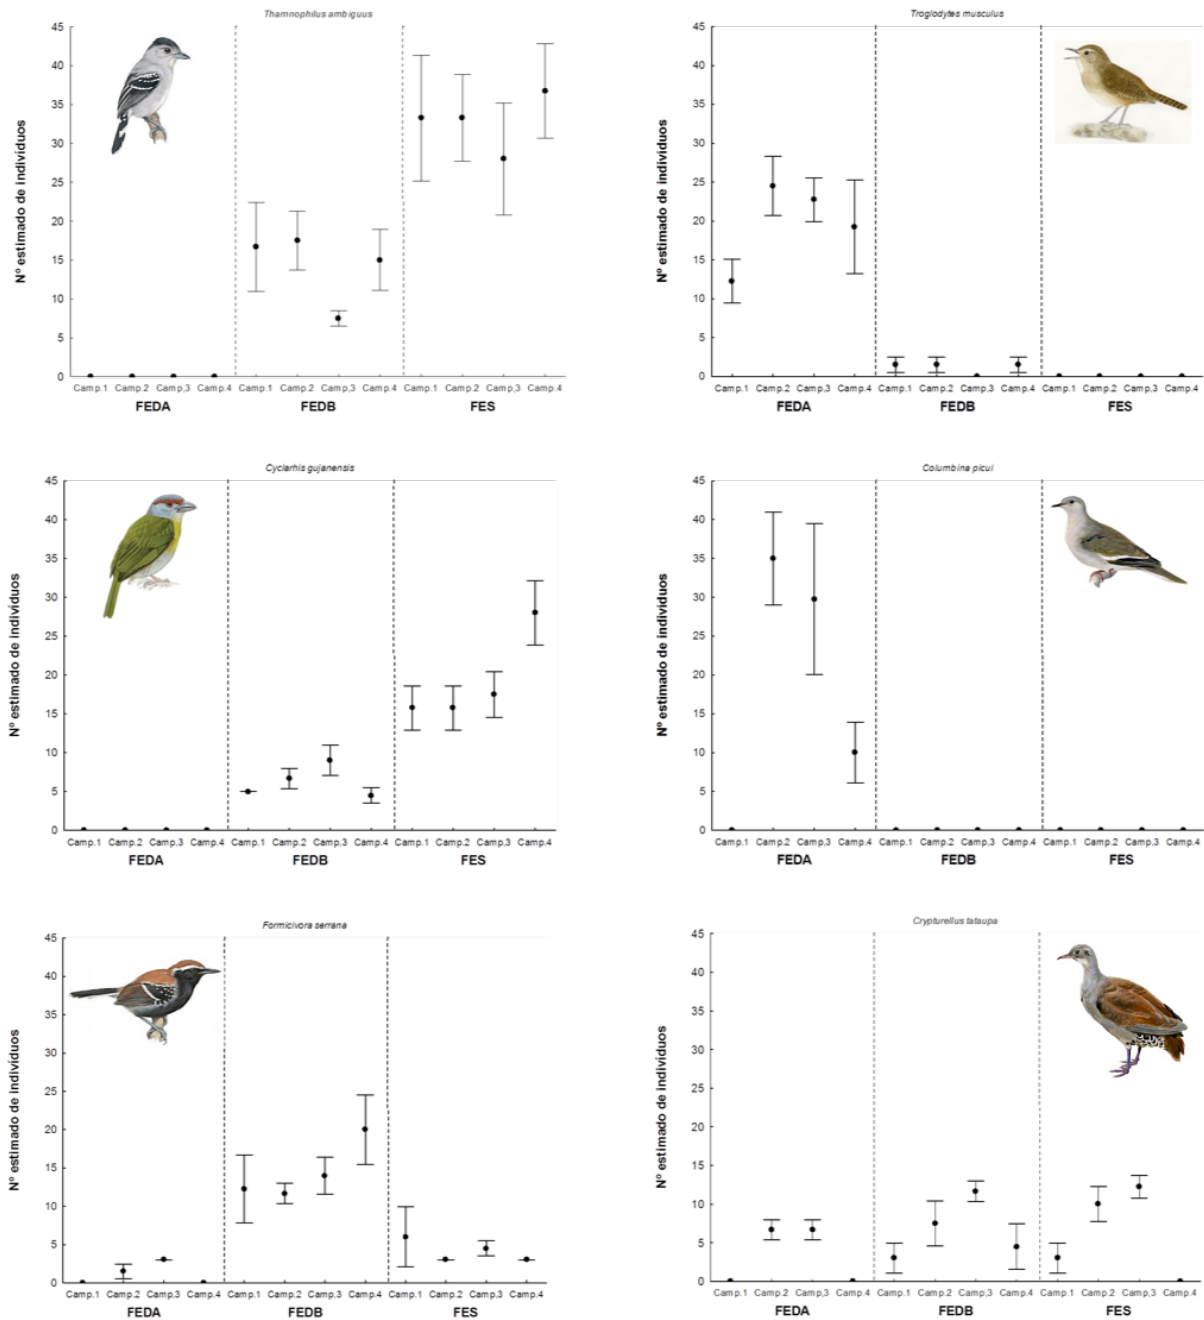 Thamnophilus ambiguus
Nº estimado de indivíduos
45
40
35
30
25
20
15
10
5
0
Camp.1 Camp.2 Camp,3 Camp.4 Camp.1 Camp.2 Camp,3 Camp.4 Camp.1 Camp.2 Camp,3 Camp.4
FEDA FEDB FES
Troglodytes musculus
Nº estimado de indivíduos
45
40
35
30
25
20
15
10
5
0
Camp.1 Camp.2 Camp,3 Camp.4 Camp.1 Camp.2 Camp,3 Camp.4 Camp.1 Camp.2 Camp,3 Camp.4
FEDA FEDB FES
Cyclarhis gujanensis
Nº estimado de indivíduos
45
40
35
30
25
20
15
10
5
0
Camp.1 Camp.2 Camp,3 Camp.4 Camp.1 Camp.2 Camp,3 Camp.4 Camp.1 Camp.2 Camp,3 Camp.4
FEDA FEDB FES
Columbina picui
Nº estimado de indivíduos
45
40
35
30
25
20
15
10
5
0
Camp.1 Camp.2 Camp,3 Camp.4 Camp.1 Camp.2 Camp,3 Camp.4 Camp.1 Camp.2 Camp,3 Camp.4
FEDA FEDB FES
Formicivora serrana
Nº estimado de indivíduos
45
40
35
30
25
20
15
10
5
0
Camp.1 Camp.2 Camp,3 Camp.4 Camp.1 Camp.2 Camp,3 Camp.4 Camp.1 Camp.2 Camp,3 Camp.4
FEDA FEDB FES
Crypturellus tataupa
Nº estimado de indivíduos
45
40
35
30
25
20
15
10
5
0
Camp.1 Camp.2 Camp,3 Camp.4 Camp.1 Camp.2 Camp,3 Camp.4 Camp.1 Camp.2 Camp,3 Camp.4
FEDA FEDB FES